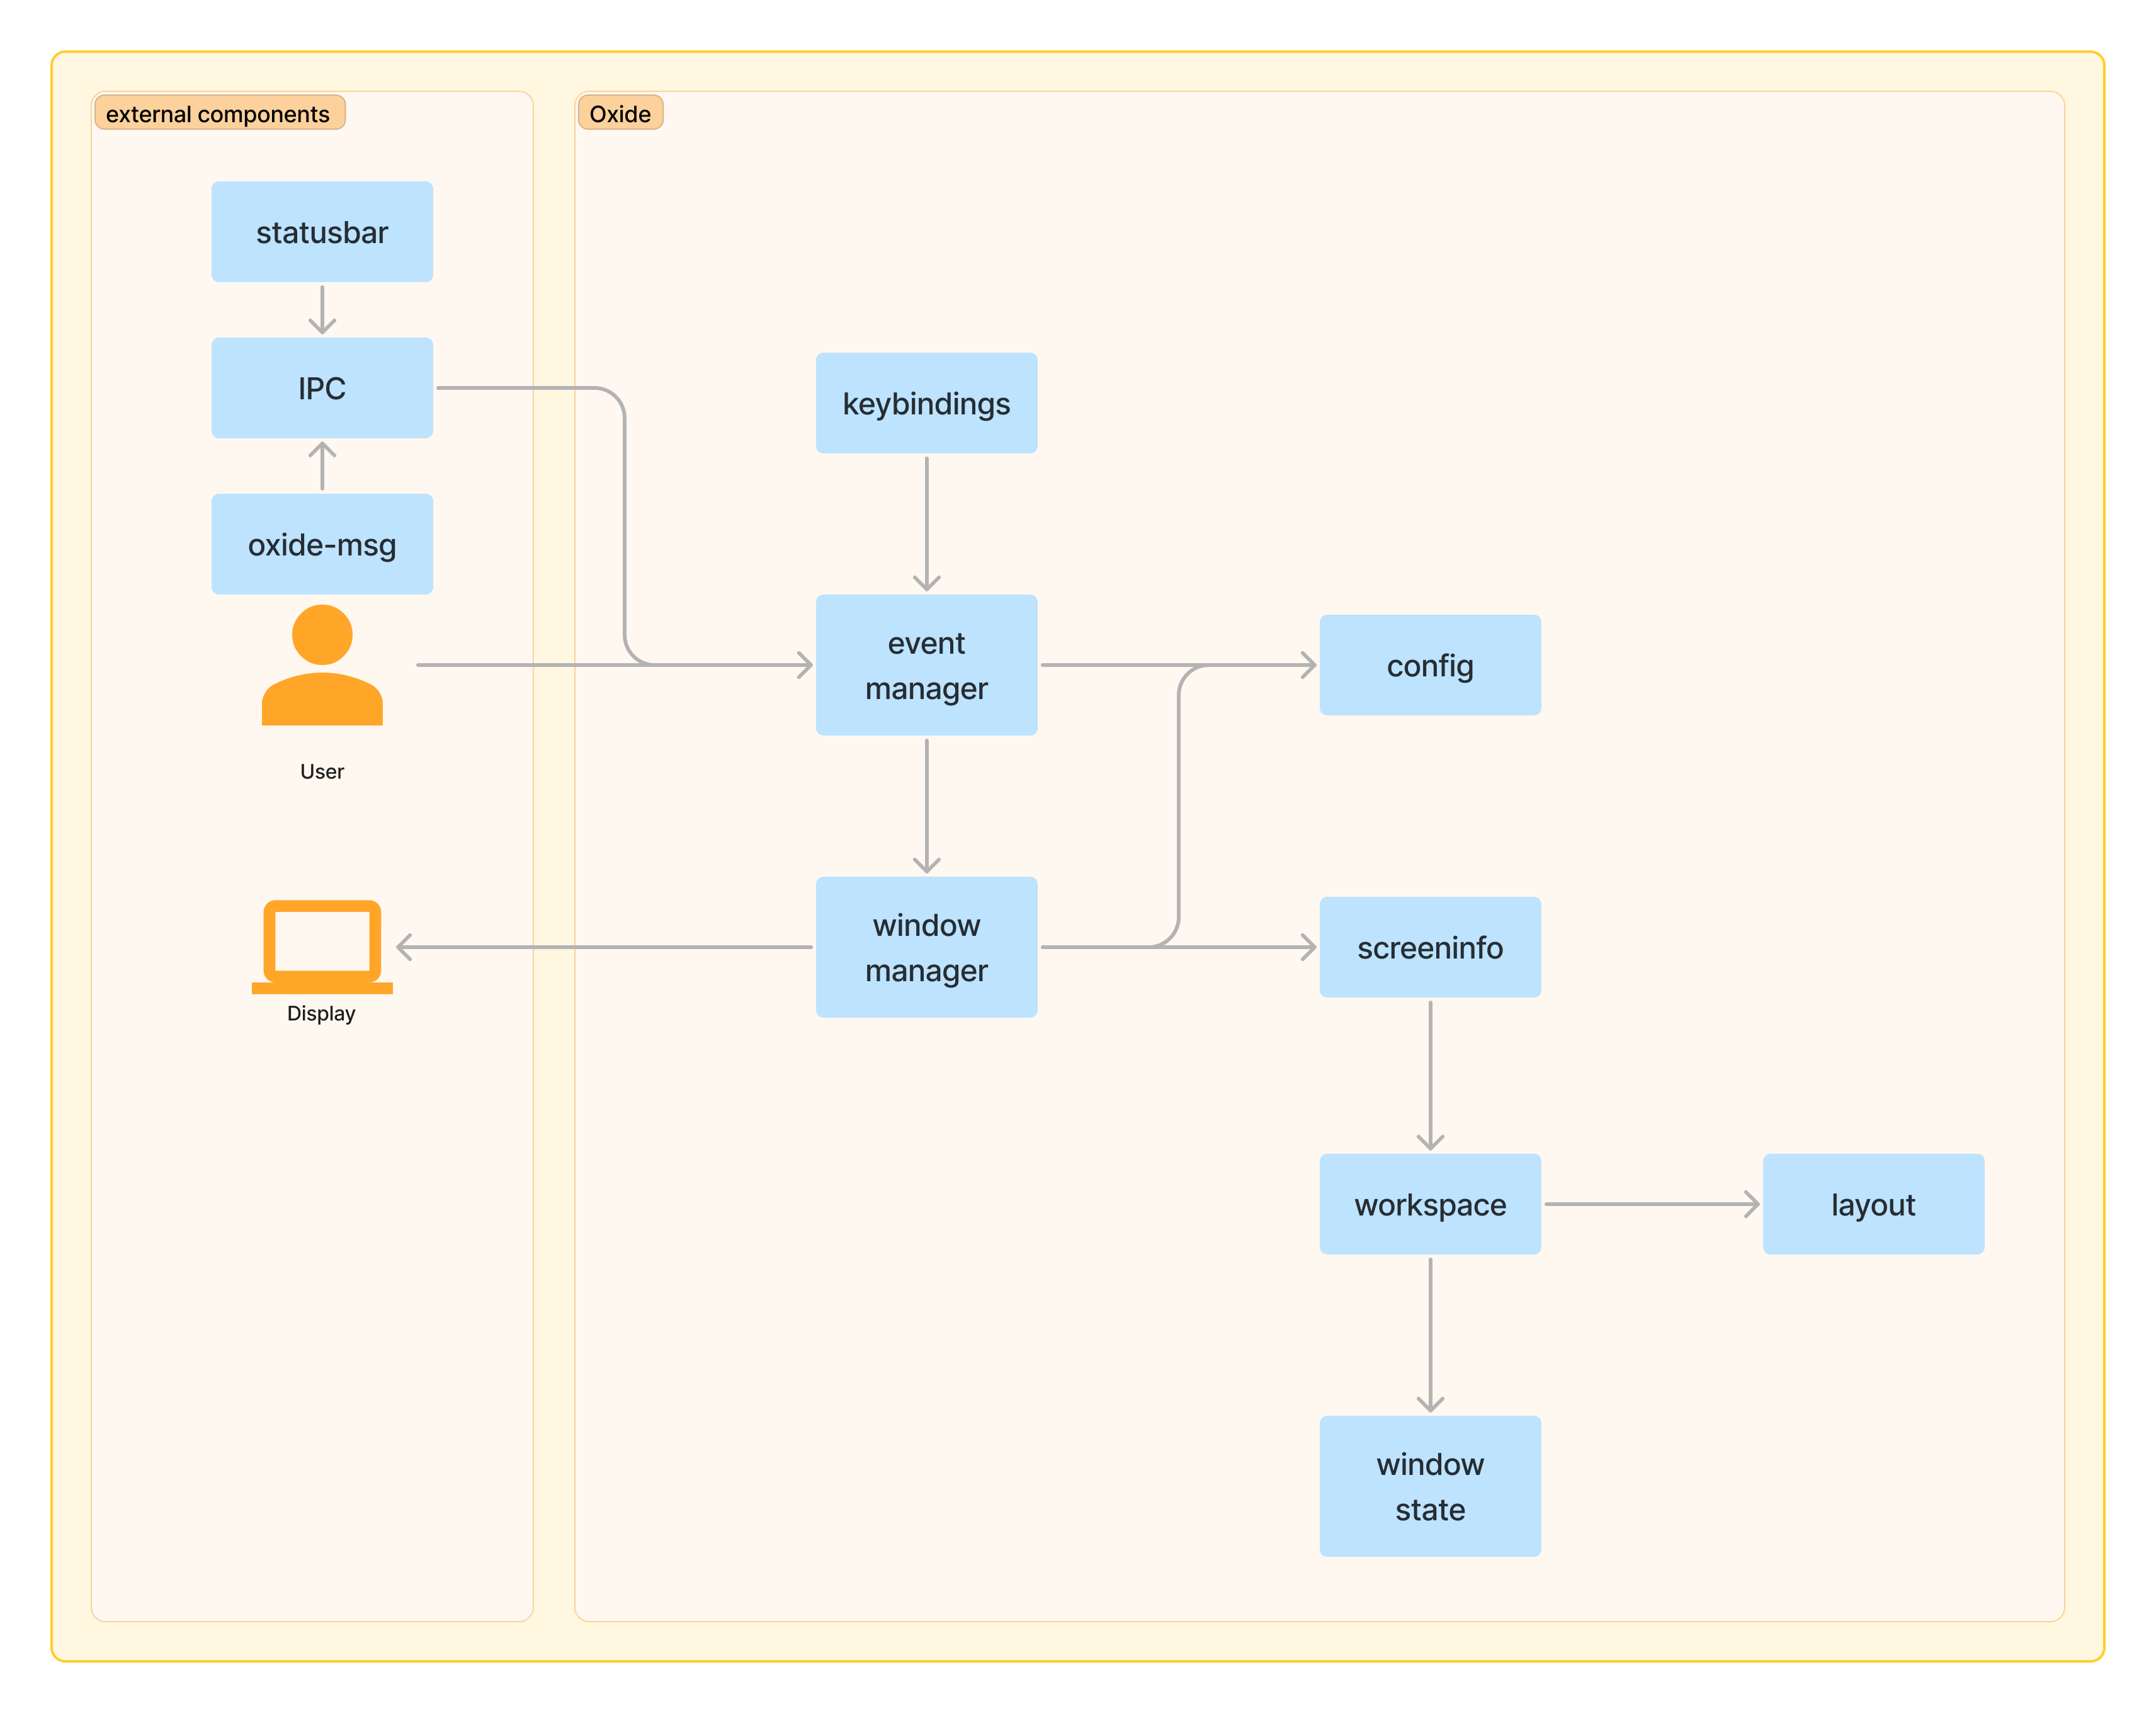 external components
Oxide
statusbar
IPC
oxide-msg
User
Display
keybindings
event
manager
window
manager
config
screeninfo
workspace
layout
window
state